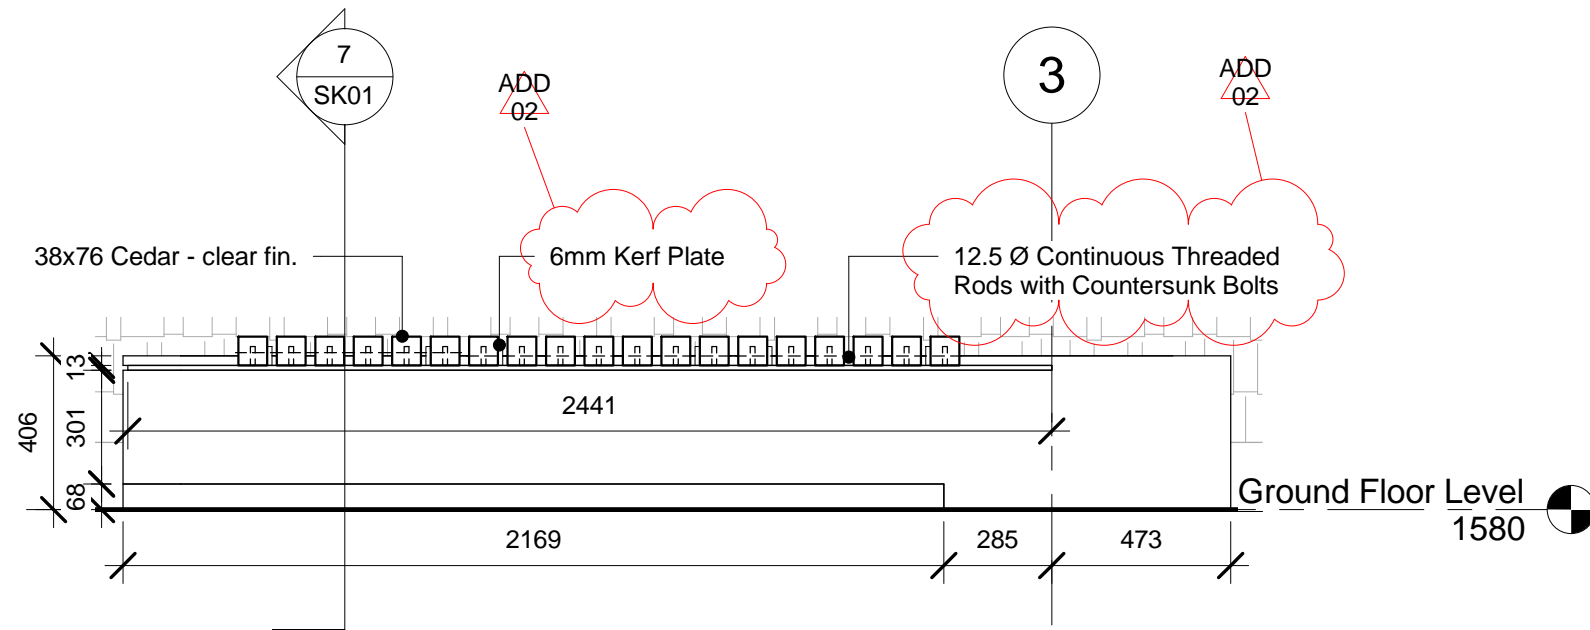 7
SK01
ADD
02
3
ADD
02
38x76 Cedar - clear fin.
6mm Kerf Plate
12.5 Ø Continuous Threaded
Rods with Countersunk Bolts
13
301
406
68
2441
Ground Floor Level
1580
2169
285
473